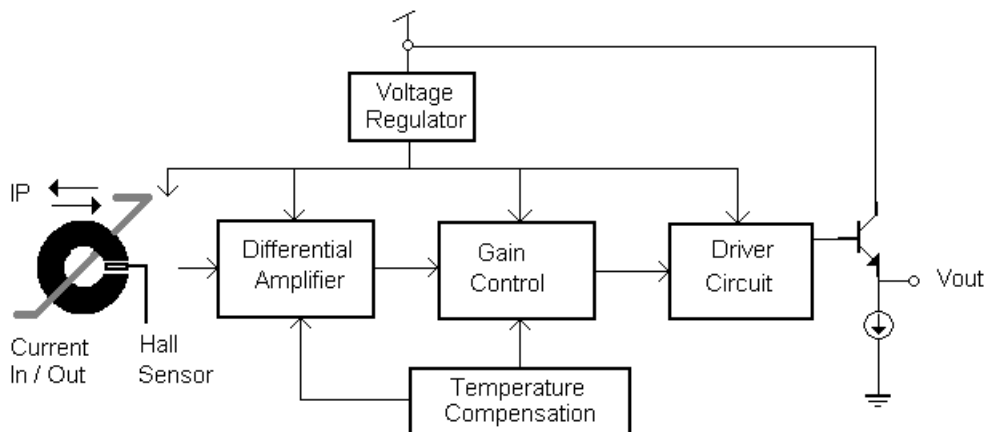 Voltage
Regulator
IP
Differential
Amplifier
Gain
Control
Driver
Circuit
Vout
Current
In / Out
Hall
Sensor
Temperature
Compensation